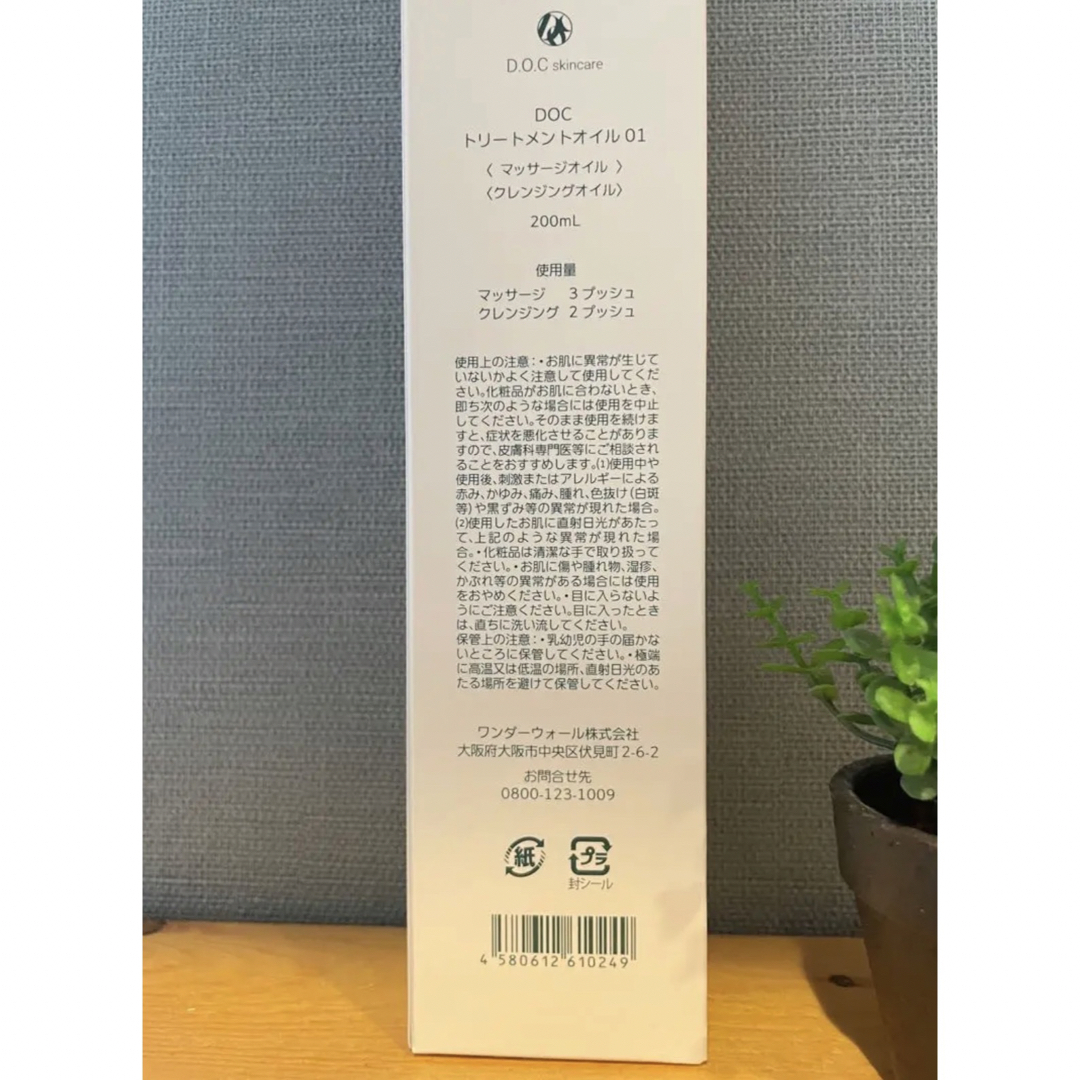 D.O.C skincare
DOC
トリートメントオイル 01
〈 マッサージオイル 〉
〈クレンジングオイル〉
200mL
使用量
マッサージ 3 プッシュ
クレンジング 2 プッシュ
使用上の注意：・お肌に異常が生じて
いないかよく注意して使用してくだ
さい。化粧品がお肌に合わないとき、
即ち次のような場合には使用を中止
してください。そのまま使用を続けま
すと、症状を悪化させることがありま
すので、皮膚科専門医等にご相談され
ることをおすすめします。(1)使用中や
使用後、刺激またはアレルギーによる
赤み、かゆみ、痛み、腫れ、色抜け（白斑
等）や黒ずみ等の異常が現れた場合。
(2)使用したお肌に直射日光があたっ
て、上記のような異常が現れた場
合。・化粧品は清潔な手で取り扱って
ください。・お肌に傷や腫れ物、湿疹、
かぶれ等の異常がある場合には使用
をおやめください。・目に入らないよ
うにご注意ください。目に入ったとき
は、直ちに洗い流してください。
保管上の注意：・乳幼児の手の届かな
いところに保管してください。・極端
に高温又は低温の場所、直射日光のあ
たる場所を避けて保管してください。
ワンダーウォール株式会社
大阪府大阪市中央区伏見町 2-6-2
お問合せ先
0800-123-1009
紙 プラ
封シール
4 580612 610249